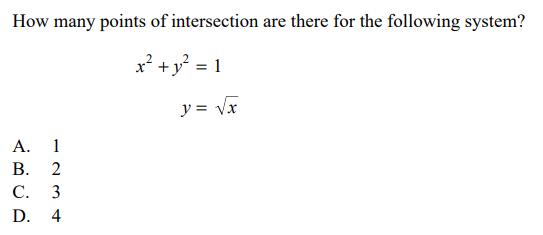 How many points of intersection are there for the following system?
x² + y² = 1
y = √x
A. 1
B. 2
C. 3
D. 4